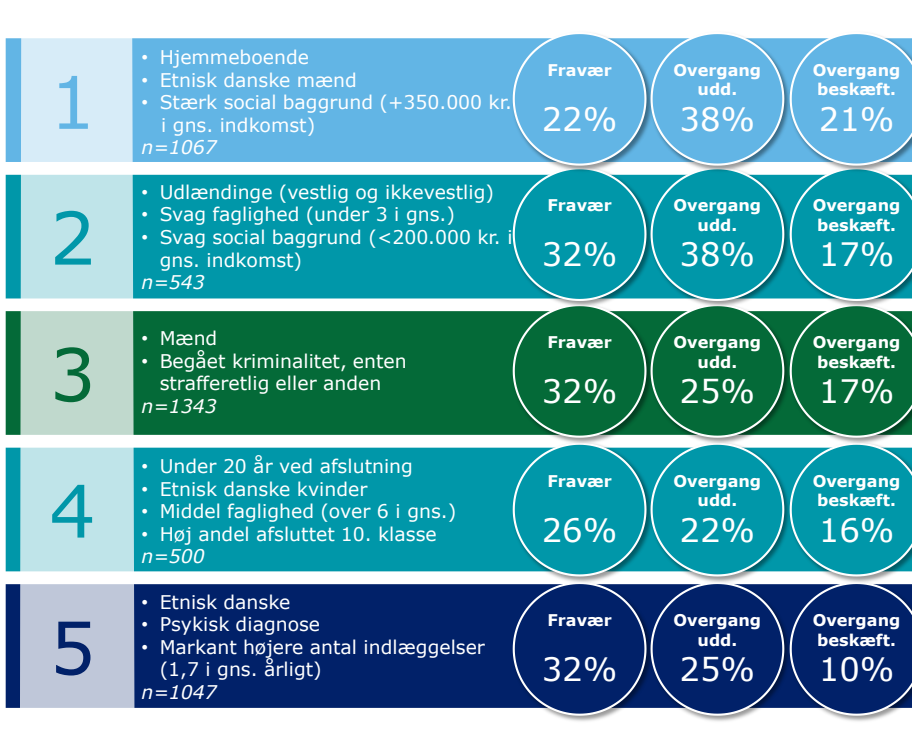 1
• Hjemmeboende
• Etnisk danske mænd
• Stærk social baggrund (+350.000 kr.
i gns. indkomst)
n=1067
Fravær
22%
Overgang
udd.
38%
Overgang
beskæft.
21%
2
• Udlændinge (vestlig og ikkevestlig)
• Svag faglighed (under 3 i gns.)
• Svag social baggrund (<200.000 kr. i
gns. indkomst)
n=543
Fravær
32%
Overgang
udd.
38%
Overgang
beskæft.
17%
3
• Mænd
• Begået kriminalitet, enten
strafferetlig eller anden
n=1343
Fravær
32%
Overgang
udd.
25%
Overgang
beskæft.
17%
4
• Under 20 år ved afslutning
• Etnisk danske kvinder
• Middel faglighed (over 6 i gns.)
• Høj andel afsluttet 10. klasse
n=500
Fravær
26%
Overgang
udd.
22%
Overgang
beskæft.
16%
5
• Etnisk danske
• Psykisk diagnose
• Markant højere antal indlæggelser
(1,7 i gns. årligt)
n=1047
Fravær
32%
Overgang
udd.
25%
Overgang
beskæft.
10%